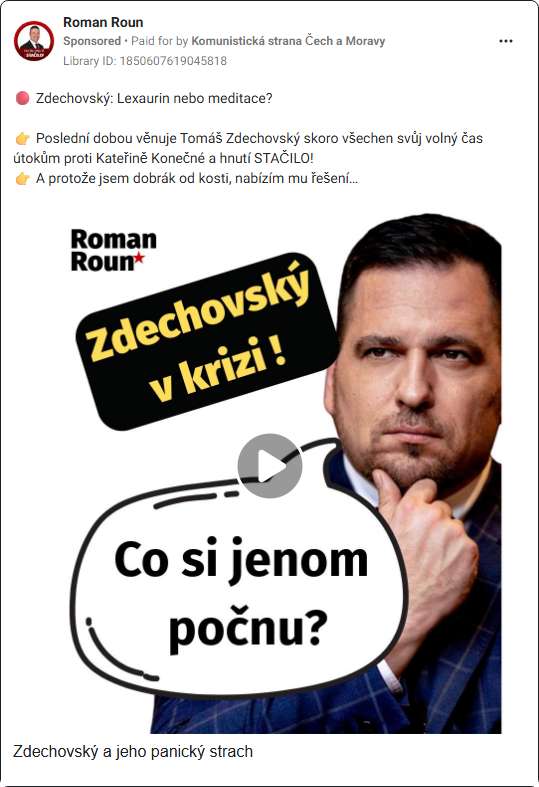 Roman Roun
Sponsored • Paid for by Komunistická strana Čech a Moravy
Library ID: 1850607619045818
Zdechovský: Lexaurin nebo meditace?
👉 Poslední dobou věnuje Tomáš Zdechovský skoro všechen svůj volný čas
útokům proti Kateřině Konečné a hnutí STAČILO!
👉 A protože jsem dobrák od kosti, nabízím mu řešení…
Roman
Roun
Zdechovský
v krizi !
Co si jenom
počnu?
Zdechovský a jeho panický strach